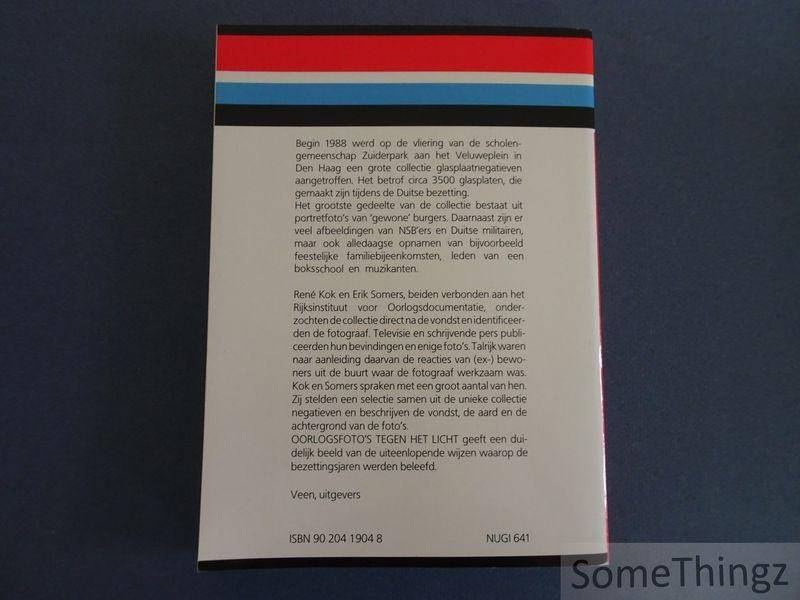 Begin 1988 werd op de vliering van de scholen-
gemeenschap Zuiderpark aan het Veluweplein in
Den Haag een grote collectie glasplaatnegatieven
aangetroffen. Het betrof circa 3500 glasplaten, die
gemaakt zijn tijdens de Duitse bezetting.
Het grootste gedeelte van de collectie bestaat uit
portretfoto's van 'gewone' burgers. Daarnaast zijn er
veel afbeeldingen van NSB'ers en Duitse militairen,
maar ook alledaagse opnamen van bijvoorbeeld
feestelijke familiebijeenkomsten, leden van een
boksschool en muzikanten.
René Kok en Erik Somers, beiden verbonden aan het
Rijksinstituut voor Oorlogsdocumentatie, onder-
zochten de collectie direct na de vondst en identificeer-
den de fotograaf. Televisie en schrijvende pers publi-
ceerden hun bevindingen en enige foto's. Talrijk waren
naar aanleiding daarvan de reacties van (ex-) bewo-
ners uit de buurt waar de fotograaf werkzaam was.
Kok en Somers spraken met een groot aantal van hen.
Zij stelden een selectie samen uit de unieke collectie
negatieven en beschrijven de vondst, de aard en de
achtergrond van de foto's.
OORLOGSFOTO'S TEGEN HET LICHT geeft een dui-
delijk beeld van de uiteenlopende wijzen waarop de
bezettingsjaren werden beleefd.
Veen, uitgevers
ISBN 90 204 1904 8 NUGI 641
SomeThingz